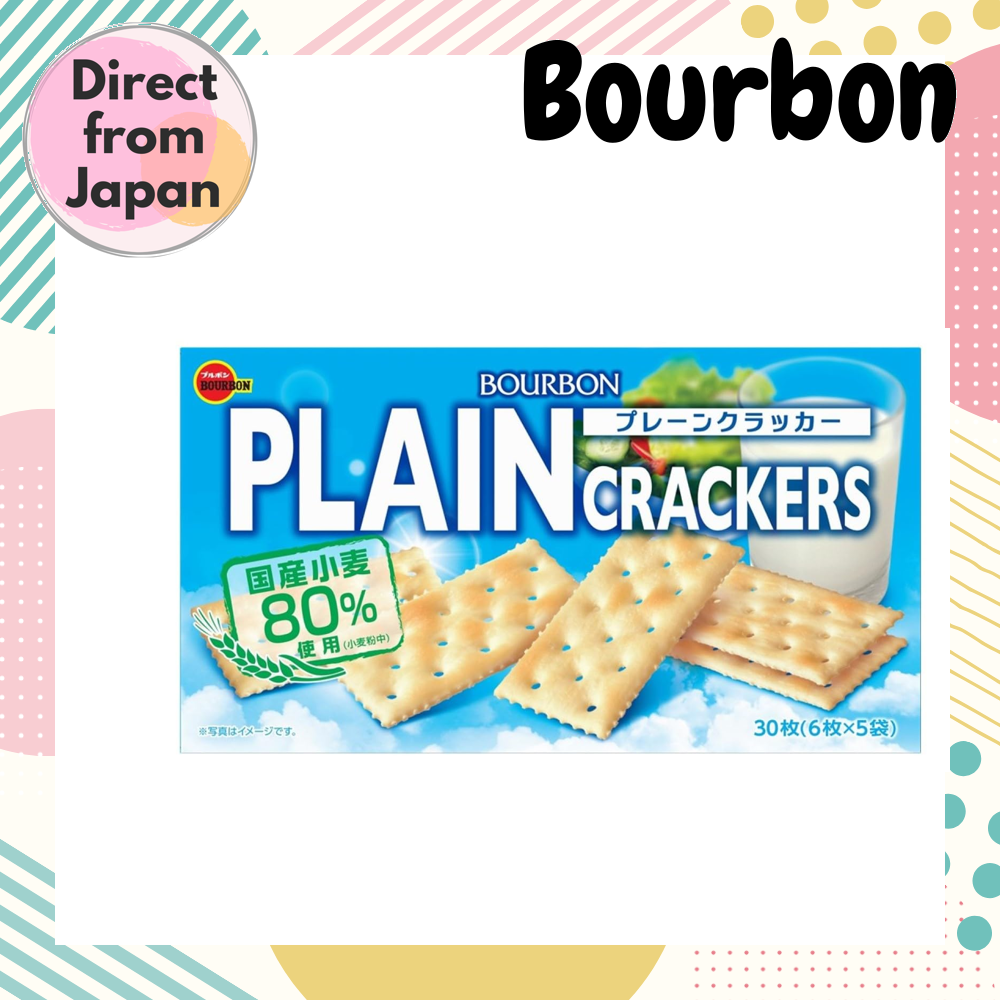 Direct
from
Japan
Bourbon
ブルボン
BOURBON
BOURBON
PLAIN
プレーンクラッカー
CRACKERS
国産小麦
80%
使用(小麦粉中)
※写真はイメージです。
30枚(6枚×5袋)